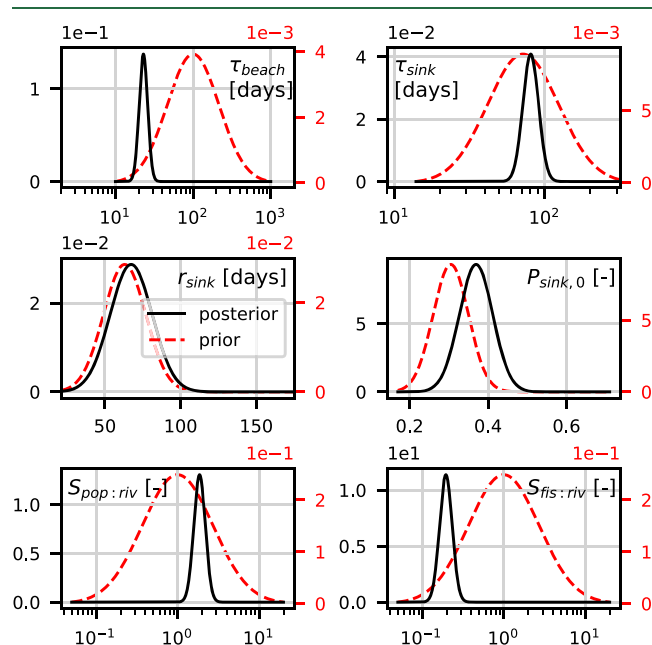 1e−1 1e−3 1e−2 1e−3
τ_beach [days]
τ_sink [days]
1 0 4 2 0
4 2 0 5 0
10^1 10^2 10^3 10^1 10^2
1e−2 1e−2
r_sink [days]
P_sink, 0 [-]
posterior
prior
2 0 2 0
5 0 5 0
50 100 150 0.2 0.4 0.6
1e−1 1e1 1e−1
S_pop : riv [-]
S_fis : riv [-]
1.0 0.5 0.0 2 1 0
1.0 0.5 0.0 2 1 0
10^−1 10^0 10^1 10^−1 10^0 10^1